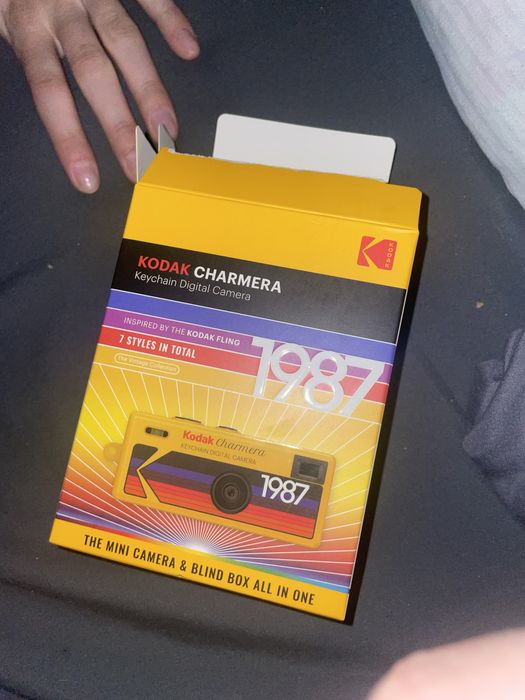 KODAK
KODAK CHARMERA
Keychain Digital Camera
INSPIRED BY THE KODAK FLING
7 STYLES IN TOTAL
The Vintage Collection
1987
Kodak Charmera
KEYCHAIN DIGITAL CAMERA
1987
THE MINI CAMERA & BLIND BOX ALL IN ONE